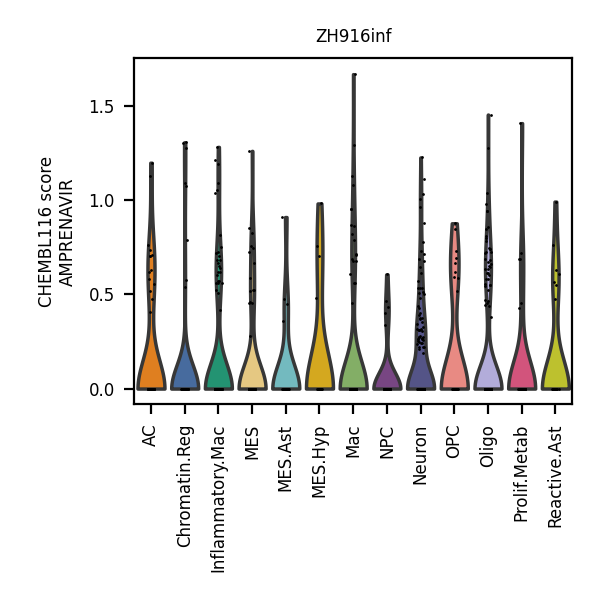 ZH916inf
CHEMBL116 score
AMPRENAVIR
1.5
1.0
0.5
0.0
AC
Chromatin.Reg
Inflammatory.Mac
MES
MES.Ast
MES.Hyp
Mac
NPC
Neuron
OPC
Oligo
Prolif.Metab
Reactive.Ast